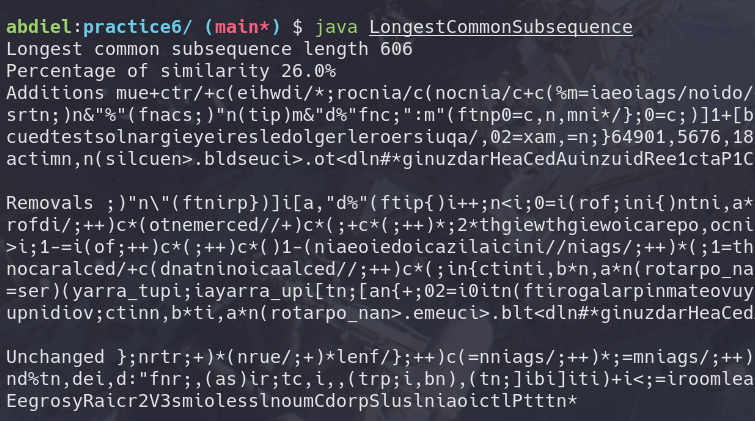 abdiel:practice6/ (main*) $ java LongestCommonSubsequence
Longest common subsequence length 606
Percentage of similarity 26.0%
Additions mue+ctr/+c(eihwdi/*;rocnia/c(nocnia/c+c(%m=iaeoiags/noido/
srtn;)n&"%"(fnacs;)"n(tip)m&"d%"fnc;":m"(ftnp0=c,n,mni*/};0=c;)]1+[b
cuedtestsolnargieyeiresledolgerleroersiuqa/,02=xam,=n;}64901,5676,18
actimn,n(silcuen>.bldseuci>.ot<dln#*ginuzdarHeaCedAuinzuidRee1ctaP1C
Removals ;)"n\"(ftnirp})]i[a,"d%"(ftip{)i++;n<i;0=i(rof;ini{)ntni,a*
rofdi/;++)c*(otnemerced//+)c*(;+c*(;++)*;2*thgiewthgiewoicarepo,ocni
>i;1-=i(of;++)c*(;++)c*()1-(niaeoiedoicazilaicini//niags/;++)*(;1=th
nocaralced/+c(dnatninoicaalced//;++)c*(;in{ctinti,b*n,a*n(rotarpo_na
=ser)(yarra_tupi;iayarra_upi[tn;[an{+;02=i0itn(ftirogalarpinmateovuy
upnidiov;ctinn,b*ti,a*n(rotarpo_nan>.emeuci>.blt<dln#*ginuzdarHeaCed
Unchanged };nrtr;+)*(nrue/;+)*lenf/};++)c(=nniags/;++)*;=mniags/;++)
nd%tn,dei,d:"fnr;,(as)ir;tc,i,,(trp;i,bn),(tn;]ibi]iti)+i<;=iroomlea
EegrosyRaicr2V3smiolesslnoumCdorpSluslniaoictlPtttn*